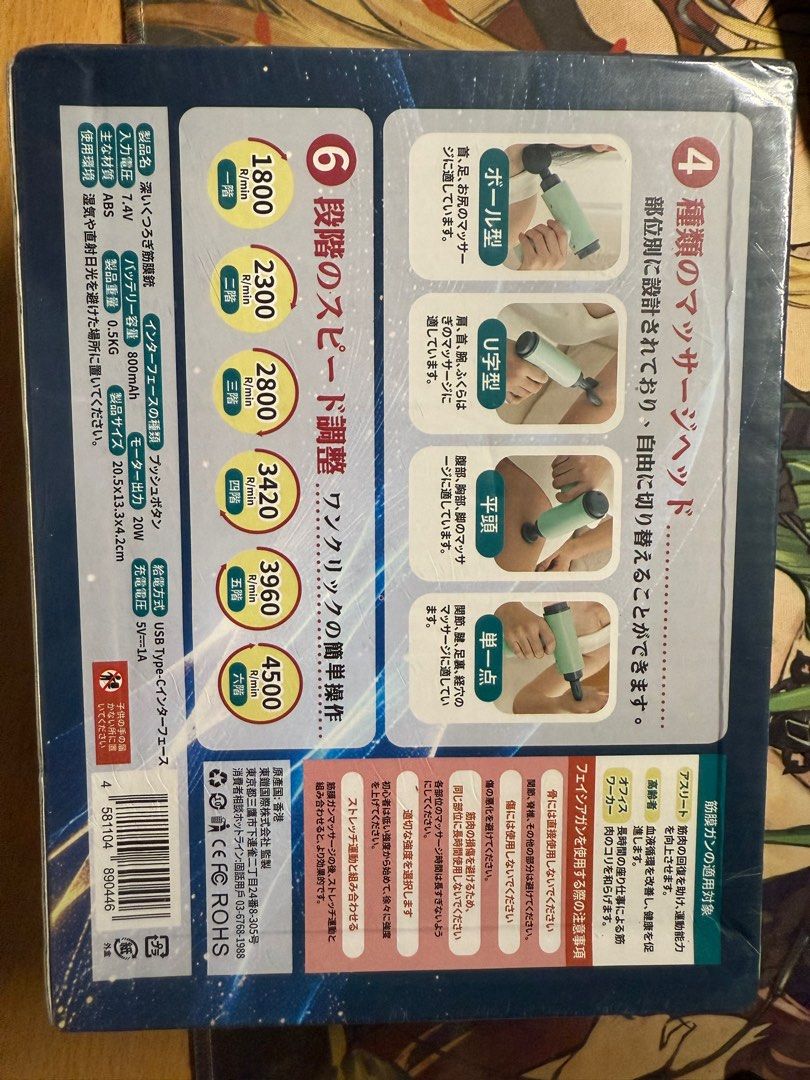 4 種類のマッサージヘッド
部位別に設計されており、自由に切り替えることができます。
ボール型
首、足、お尻のマッサー
ジに適しています。
U字型
肩、首、腕、ふくらは
ぎのマッサージに
適しています。
平頭
腹部、胸部、脚のマッサ
ージに適しています。
単一点
関節、腱、足裏、経穴の
マッサージに適してい
ます。
6 段階のスピード調整 ワンクリックの簡単操作
1800
R/min
一階
2300
R/min
二階
2800
R/min
三階
3420
R/min
四階
3960
R/min
五階
4500
R/min
六階
製品名 深いくつろぎ筋膜銃 インターフェースの種類 プッシュボタン 給電方式 USB Type-Cインターフェース
入力電圧 7.4V バッテリー容量 800mAh モーター出力 20W 充電電圧 5V⎓1A
主な材質 ABS 製品重量 0.5KG 製品サイズ 20.5x13.3x4.2cm
使用環境 湿気や直射日光を避けた場所に置いてください。
子供の手の届
かない所に置
いてください
筋膜ガンの適用対象
アスリート 筋肉の回復を助け、運動能力
を向上させます。
高齢者 血液循環を改善し、健康を促
進します。
オフィス
ワーカー
長時間の座り仕事による筋
肉のコリを和らげます。
フェイシアガンを使用する際の注意事項
骨には直接使用しないでください
関節、脊椎、その他の部分は避けてください。
傷には使用しないでください
傷の悪化を避けてください。
筋肉の損傷を避けるため、
同じ部位に長時間使用しないでください
各部位のマッサージ時間は長すぎないよう
にしてください。
適切な強度を選択します
初心者は低い強度から始めて、徐々に強度
を上げてください。
ストレッチ運動と組み合わせる
筋膜ガンマッサージの後、ストレッチ運動と
組み合わせると、より効果的です。
原產国:香港
東瑞国際株式会社 監製
東京都三鷹市下連雀二丁目24番8-305号
消費者相談ホットライン/固話用戶 03-6768-1988
CE FC ROHS
4 581104 890446
プラ
紙
外盒